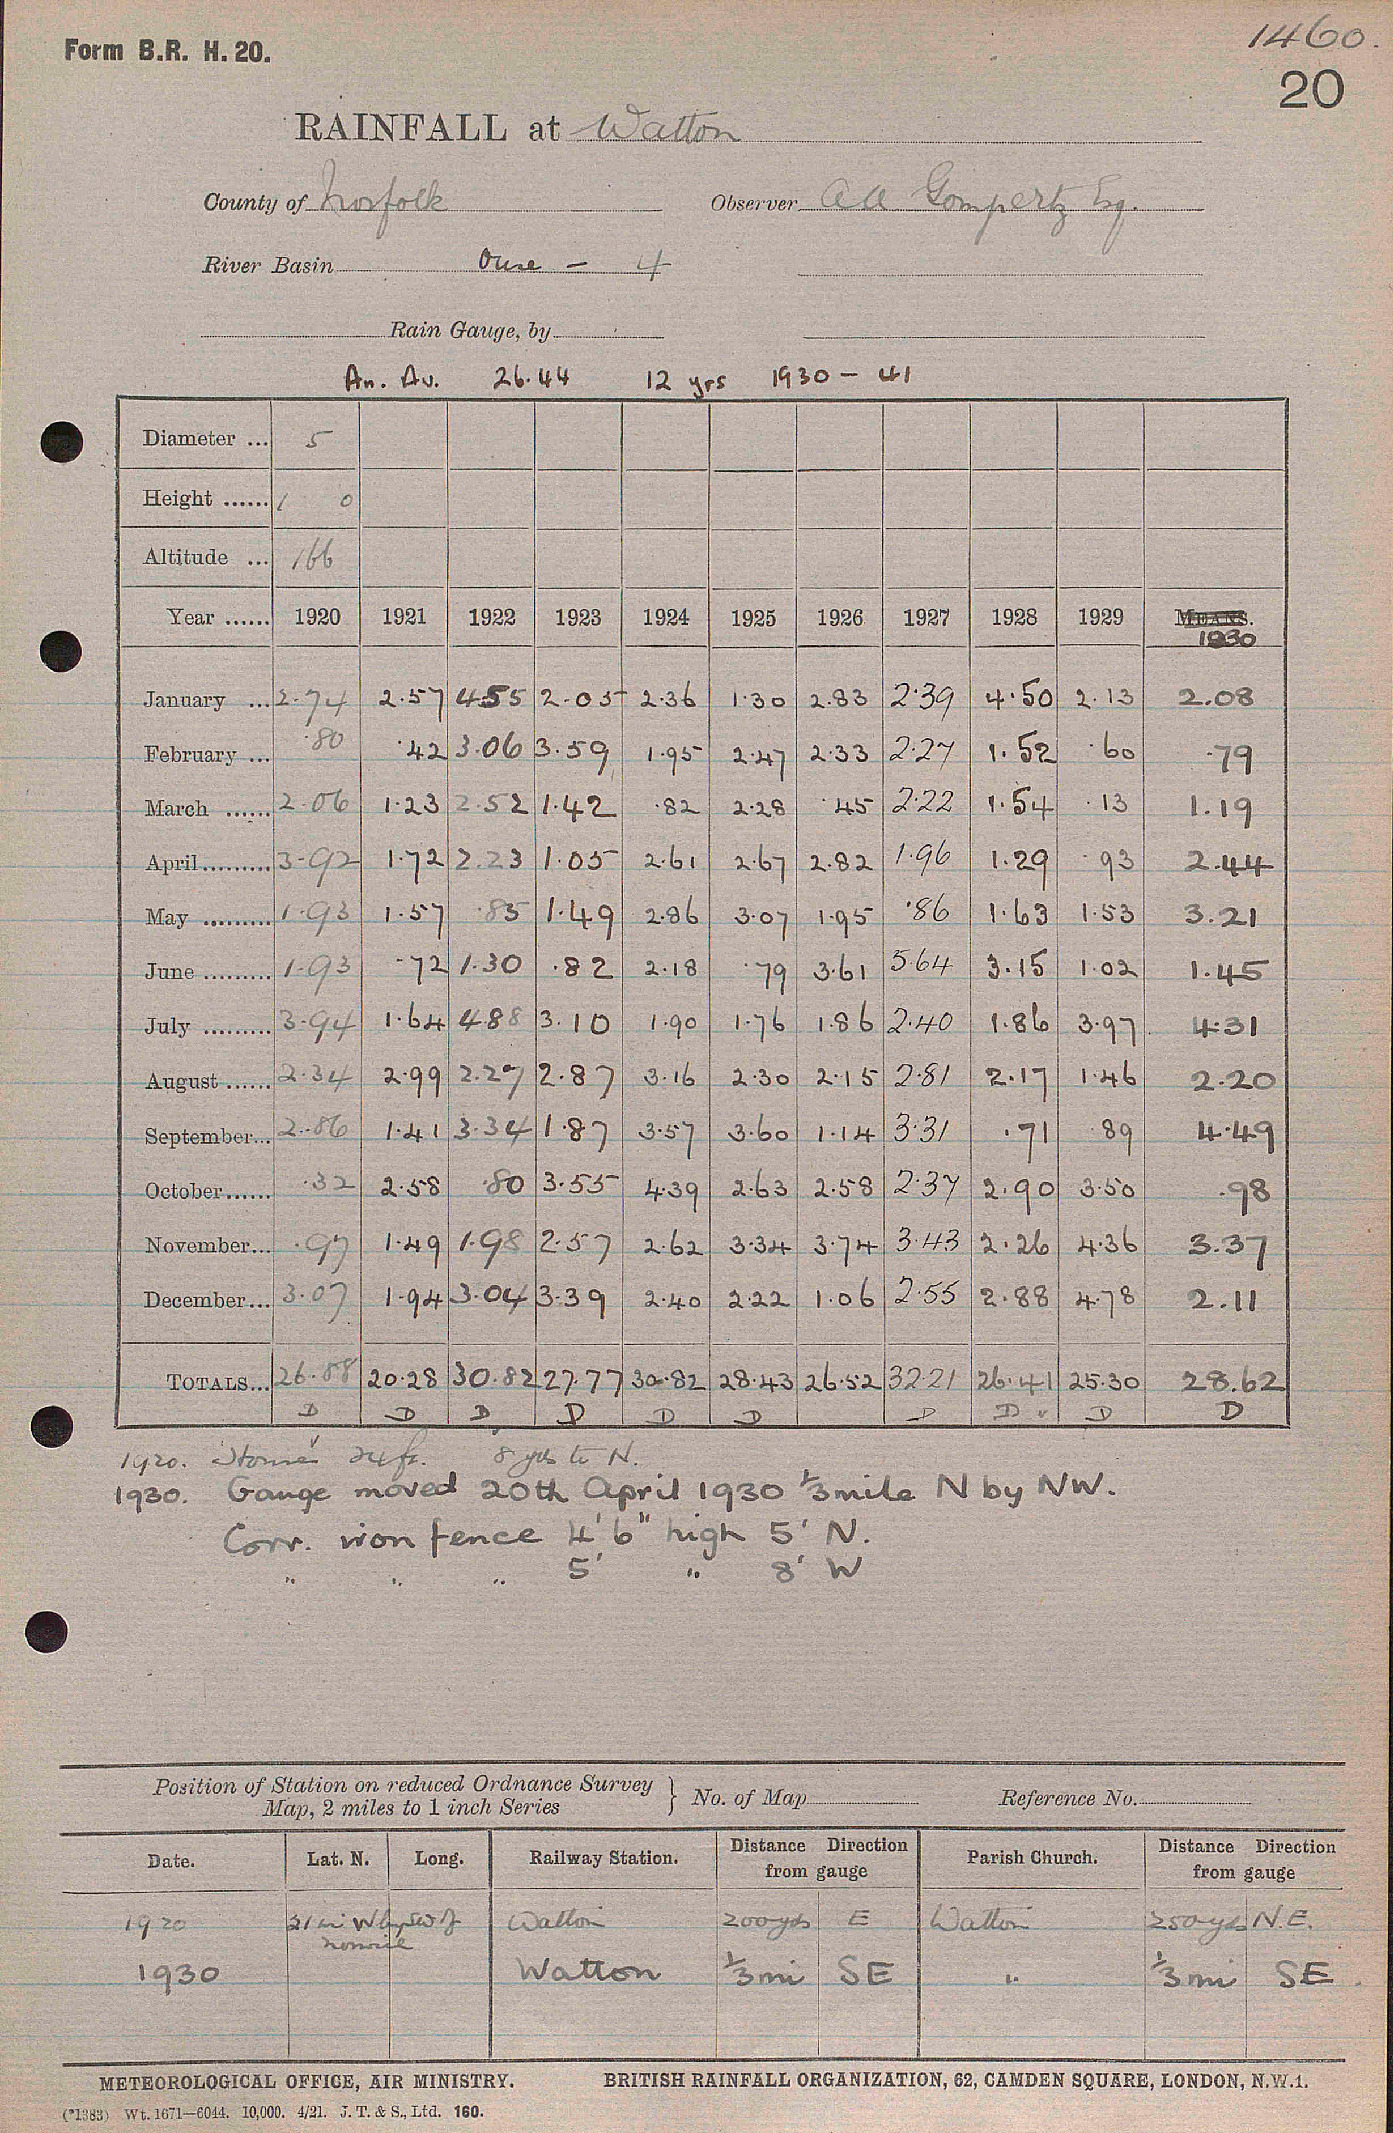 1460.
Form B.R. H. 20.
20
RAINFALL at Watton
County of Norfolk Observer A A Gompertz Esq.
River Basin Ouse - 4
Rain Gauge, by
An. Av. 26.44 12 yrs 1930 - 41
Diameter ... 5
Height ...... 1 0
Altitude ... 166
Year ...... 1920 1921 1922 1923 1924 1925 1926 1927 1928 1929 MEANS. 1930
January ... 2.74 2.57 4.55 2.05 2.36 1.30 2.83 2.39 4.50 2.13 2.08
February ... .80 .42 3.06 3.59 1.95 2.47 2.33 2.27 1.52 .60 .79
March ...... 2.06 1.23 2.52 1.42 .82 2.28 .45 2.22 1.54 .13 1.19
April ......... 3.92 1.72 2.23 1.05 2.61 2.67 2.82 1.96 1.29 .93 2.44
May ......... 1.93 1.57 .85 1.49 2.86 3.07 1.95 .86 1.63 1.53 3.21
June ......... 1.93 .72 1.30 .82 2.18 .79 3.61 5.64 3.15 1.02 1.45
July ......... 3.94 1.64 4.88 3.10 1.90 1.76 1.86 2.40 1.86 3.97 4.31
August ...... 2.34 2.99 2.27 2.87 3.16 2.30 2.15 2.81 2.17 1.46 2.20
September... 2.86 1.41 3.34 1.87 3.57 3.60 1.14 3.31 .71 .89 4.49
October...... .32 2.58 .80 3.55 4.39 2.63 2.58 2.37 2.90 3.50 .98
November... .97 1.49 1.98 2.57 2.62 3.34 3.74 3.43 2.26 4.36 3.37
December... 3.07 1.94 3.04 3.39 2.40 2.22 1.06 2.55 2.88 4.78 2.11
TOTALS... 26.88 20.28 30.82 27.77 30.82 28.43 26.52 32.21 26.41 25.30 28.62
D D D D D D D D D D
1920. House 24 ft. 8 yds to N.
1930. Gauge moved 20th April 1930 1/3 mile N by NW.
Corr. iron fence 4' 6" high 5' N.
" " " 5' " 8' W
Position of Station on reduced Ordnance Survey Map, 2 miles to 1 inch Series } No. of Map Reference No.
Date. Lat. N. Long. Railway Station. Distance Direction from gauge Parish Church. Distance Direction from gauge
1920 21 mi W by SW of Norwich Watton 200 yds E Watton 250 yds N.E.
1930 Watton 1/3 mi SE " 1/3 mi SE.
METEOROLOGICAL OFFICE, AIR MINISTRY. BRITISH RAINFALL ORGANIZATION, 62, CAMDEN SQUARE, LONDON, N.W.1.
(*1383) Wt. 1671—6044. 10,000. 4/21. J. T. & S., Ltd. 160.